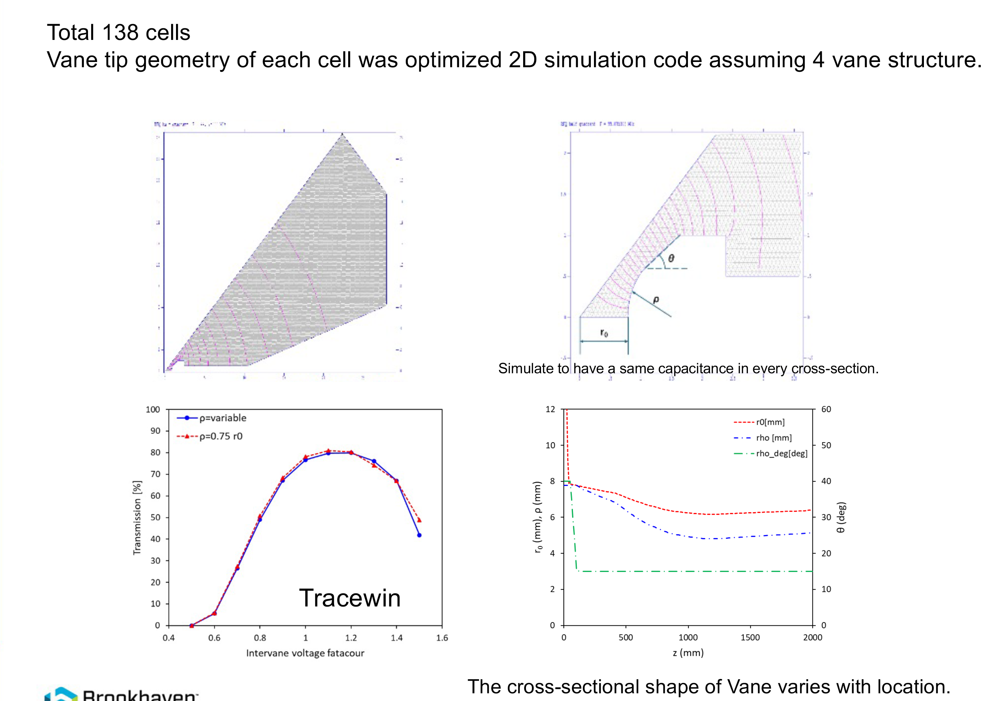 Total 138 cells
Vane tip geometry of each cell was optimized 2D simulation code assuming 4 vane structure.
θ
ρ
r0
Simulate to have a same capacitance in every cross-section.
100
90
80
70
60
50
40
30
20
10
0
Transmission [%]
ρ=variable
ρ=0.75 r0
Tracewin
0.4 0.6 0.8 1 1.2 1.4 1.6
Intervane voltage fatacour
12
10
8
6
4
2
0
r0 (mm), ρ (mm)
r0[mm]
rho [mm]
rho_deg[deg]
60
50
40
30
20
10
0
θ (deg)
0 500 1000 1500 2000
z (mm)
The cross-sectional shape of Vane varies with location.
Brookhaven™